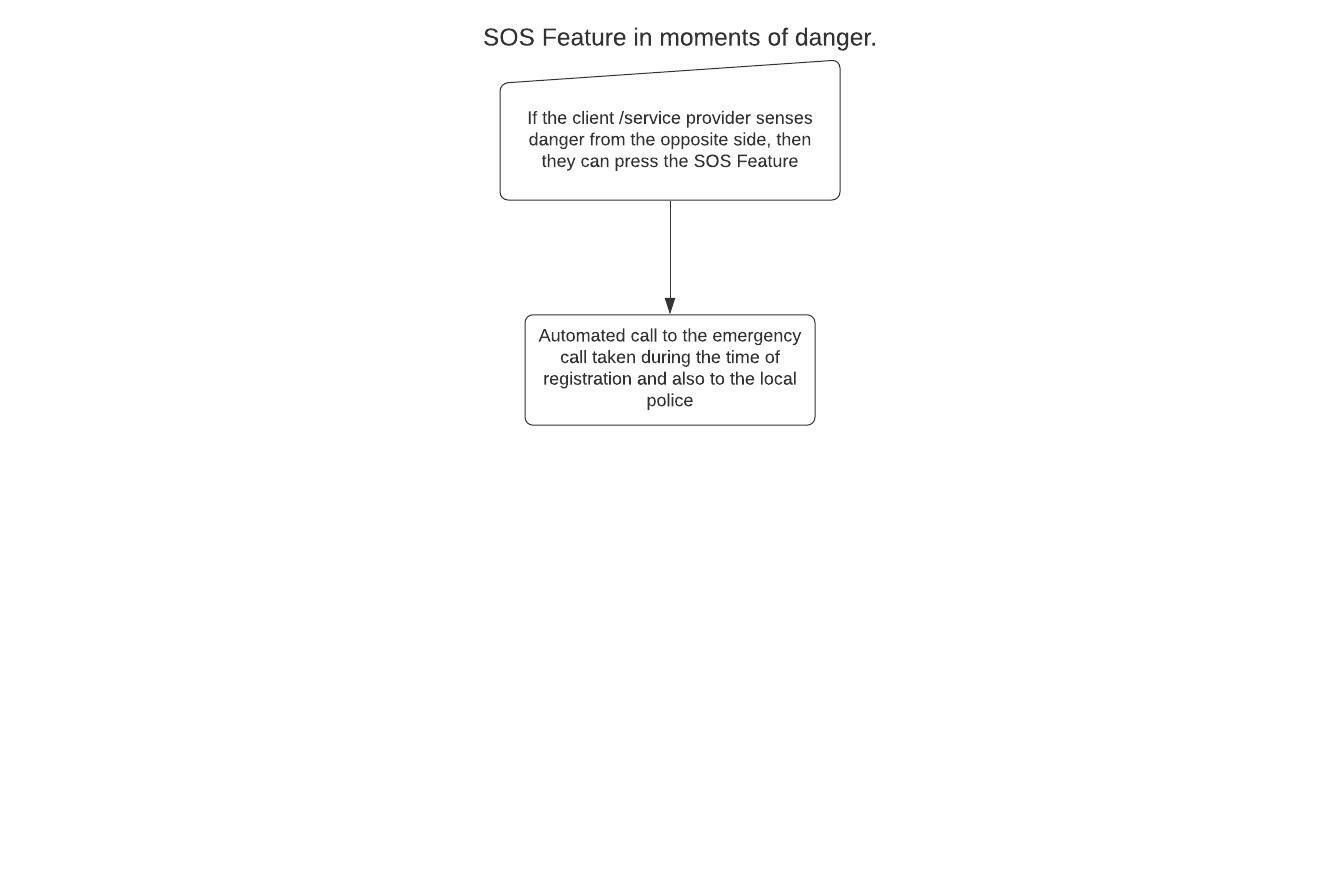 SOS Feature in moments of danger.
If the client /service provider senses
danger from the opposite side, then
they can press the SOS Feature
Automated call to the emergency
call taken during the time of
registration and also to the local
police